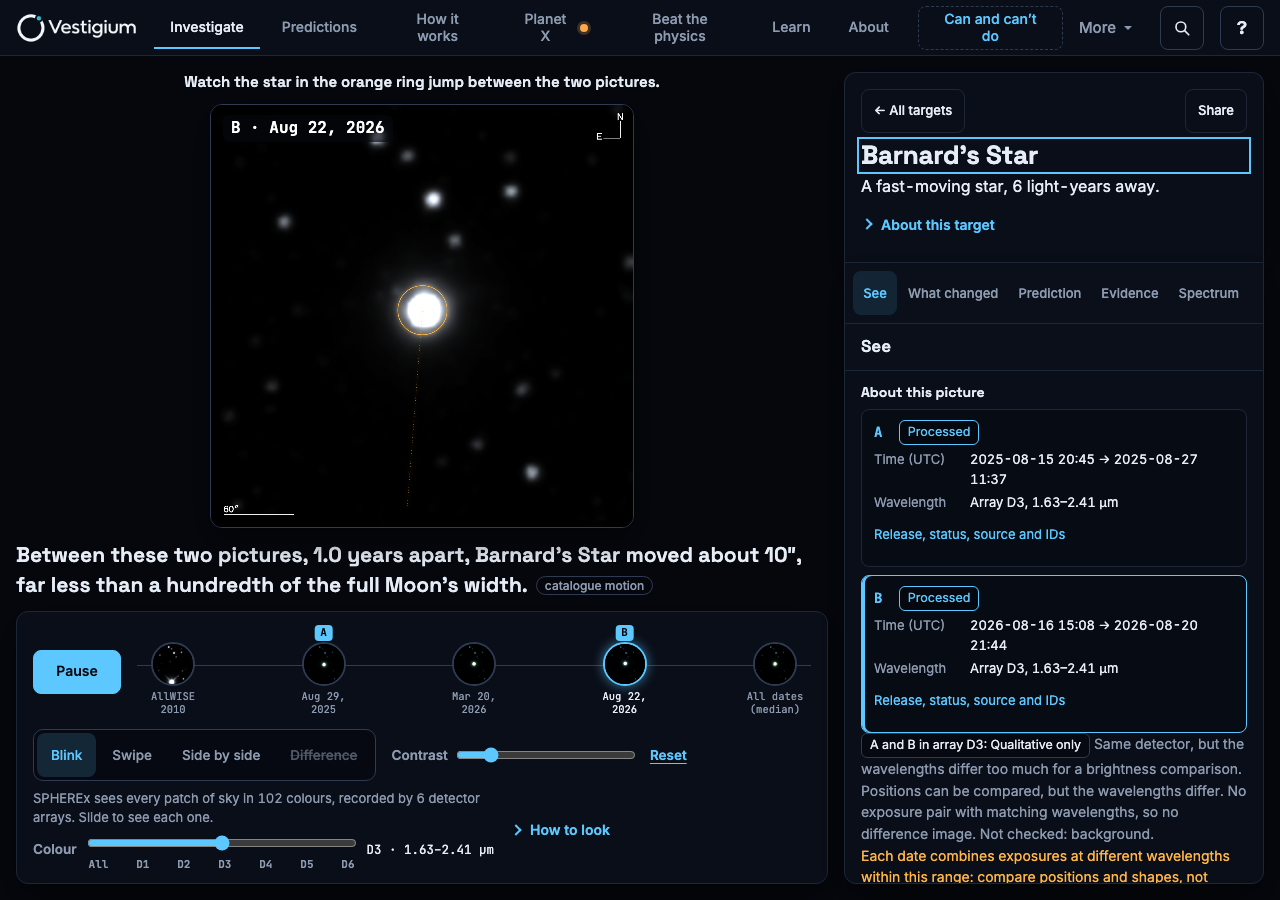 Vestigium
Investigate
Predictions
How it works
Planet X
Beat the physics
Learn
About
Can and can't do
More
?
Watch the star in the orange ring jump between the two pictures.
B · Aug 22, 2026
N
E
60"
Between these two pictures, 1.0 years apart, Barnard's Star moved about 10″,
far less than a hundredth of the full Moon's width. catalogue motion
Pause
A
B
AllWISE
2010
Aug 29,
2025
Mar 20,
2026
Aug 22,
2026
All dates
(median)
Blink
Swipe
Side by side
Difference
Contrast
Reset
SPHEREx sees every patch of sky in 102 colours, recorded by 6 detector
arrays. Slide to see each one.
Colour
D3 · 1.63–2.41 µm
All D1 D2 D3 D4 D5 D6
How to look
← All targets
Share
Barnard's Star
A fast-moving star, 6 light-years away.
About this target
See
What changed
Prediction
Evidence
Spectrum
See
About this picture
A Processed
Time (UTC) 2025-08-15 20:45 → 2025-08-27
11:37
Wavelength Array D3, 1.63–2.41 µm
Release, status, source and IDs
B Processed
Time (UTC) 2026-08-16 15:08 → 2026-08-20
21:44
Wavelength Array D3, 1.63–2.41 µm
Release, status, source and IDs
A and B in array D3: Qualitative only Same detector, but the
wavelengths differ too much for a brightness comparison.
Positions can be compared, but the wavelengths differ. No
exposure pair with matching wavelengths, so no
difference image. Not checked: background.
Each date combines exposures at different wavelengths
within this range: compare positions and shapes, not